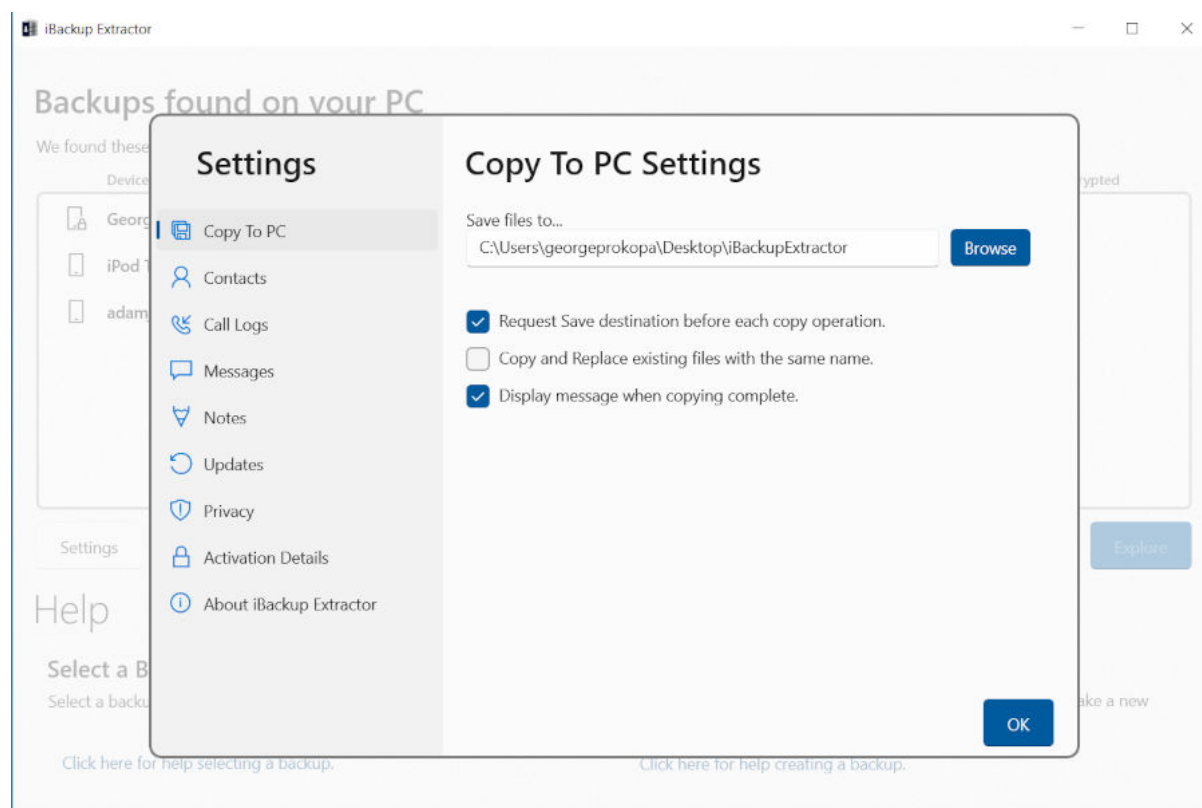 iBackup Extractor
Backups found on your PC
We found these
Device
ypted
Georg
iPod T
adam
Settings
Explore
Help
Select a B
Select a backu
ake a new
Click here for help selecting a backup.
Click here for help creating a backup.
Settings
Copy To PC
Contacts
Call Logs
Messages
Notes
Updates
Privacy
Activation Details
About iBackup Extractor
Copy To PC Settings
Save files to...
C:\Users\georgeprokopa\Desktop\iBackupExtractor
Browse
Request Save destination before each copy operation.
Copy and Replace existing files with the same name.
Display message when copying complete.
OK